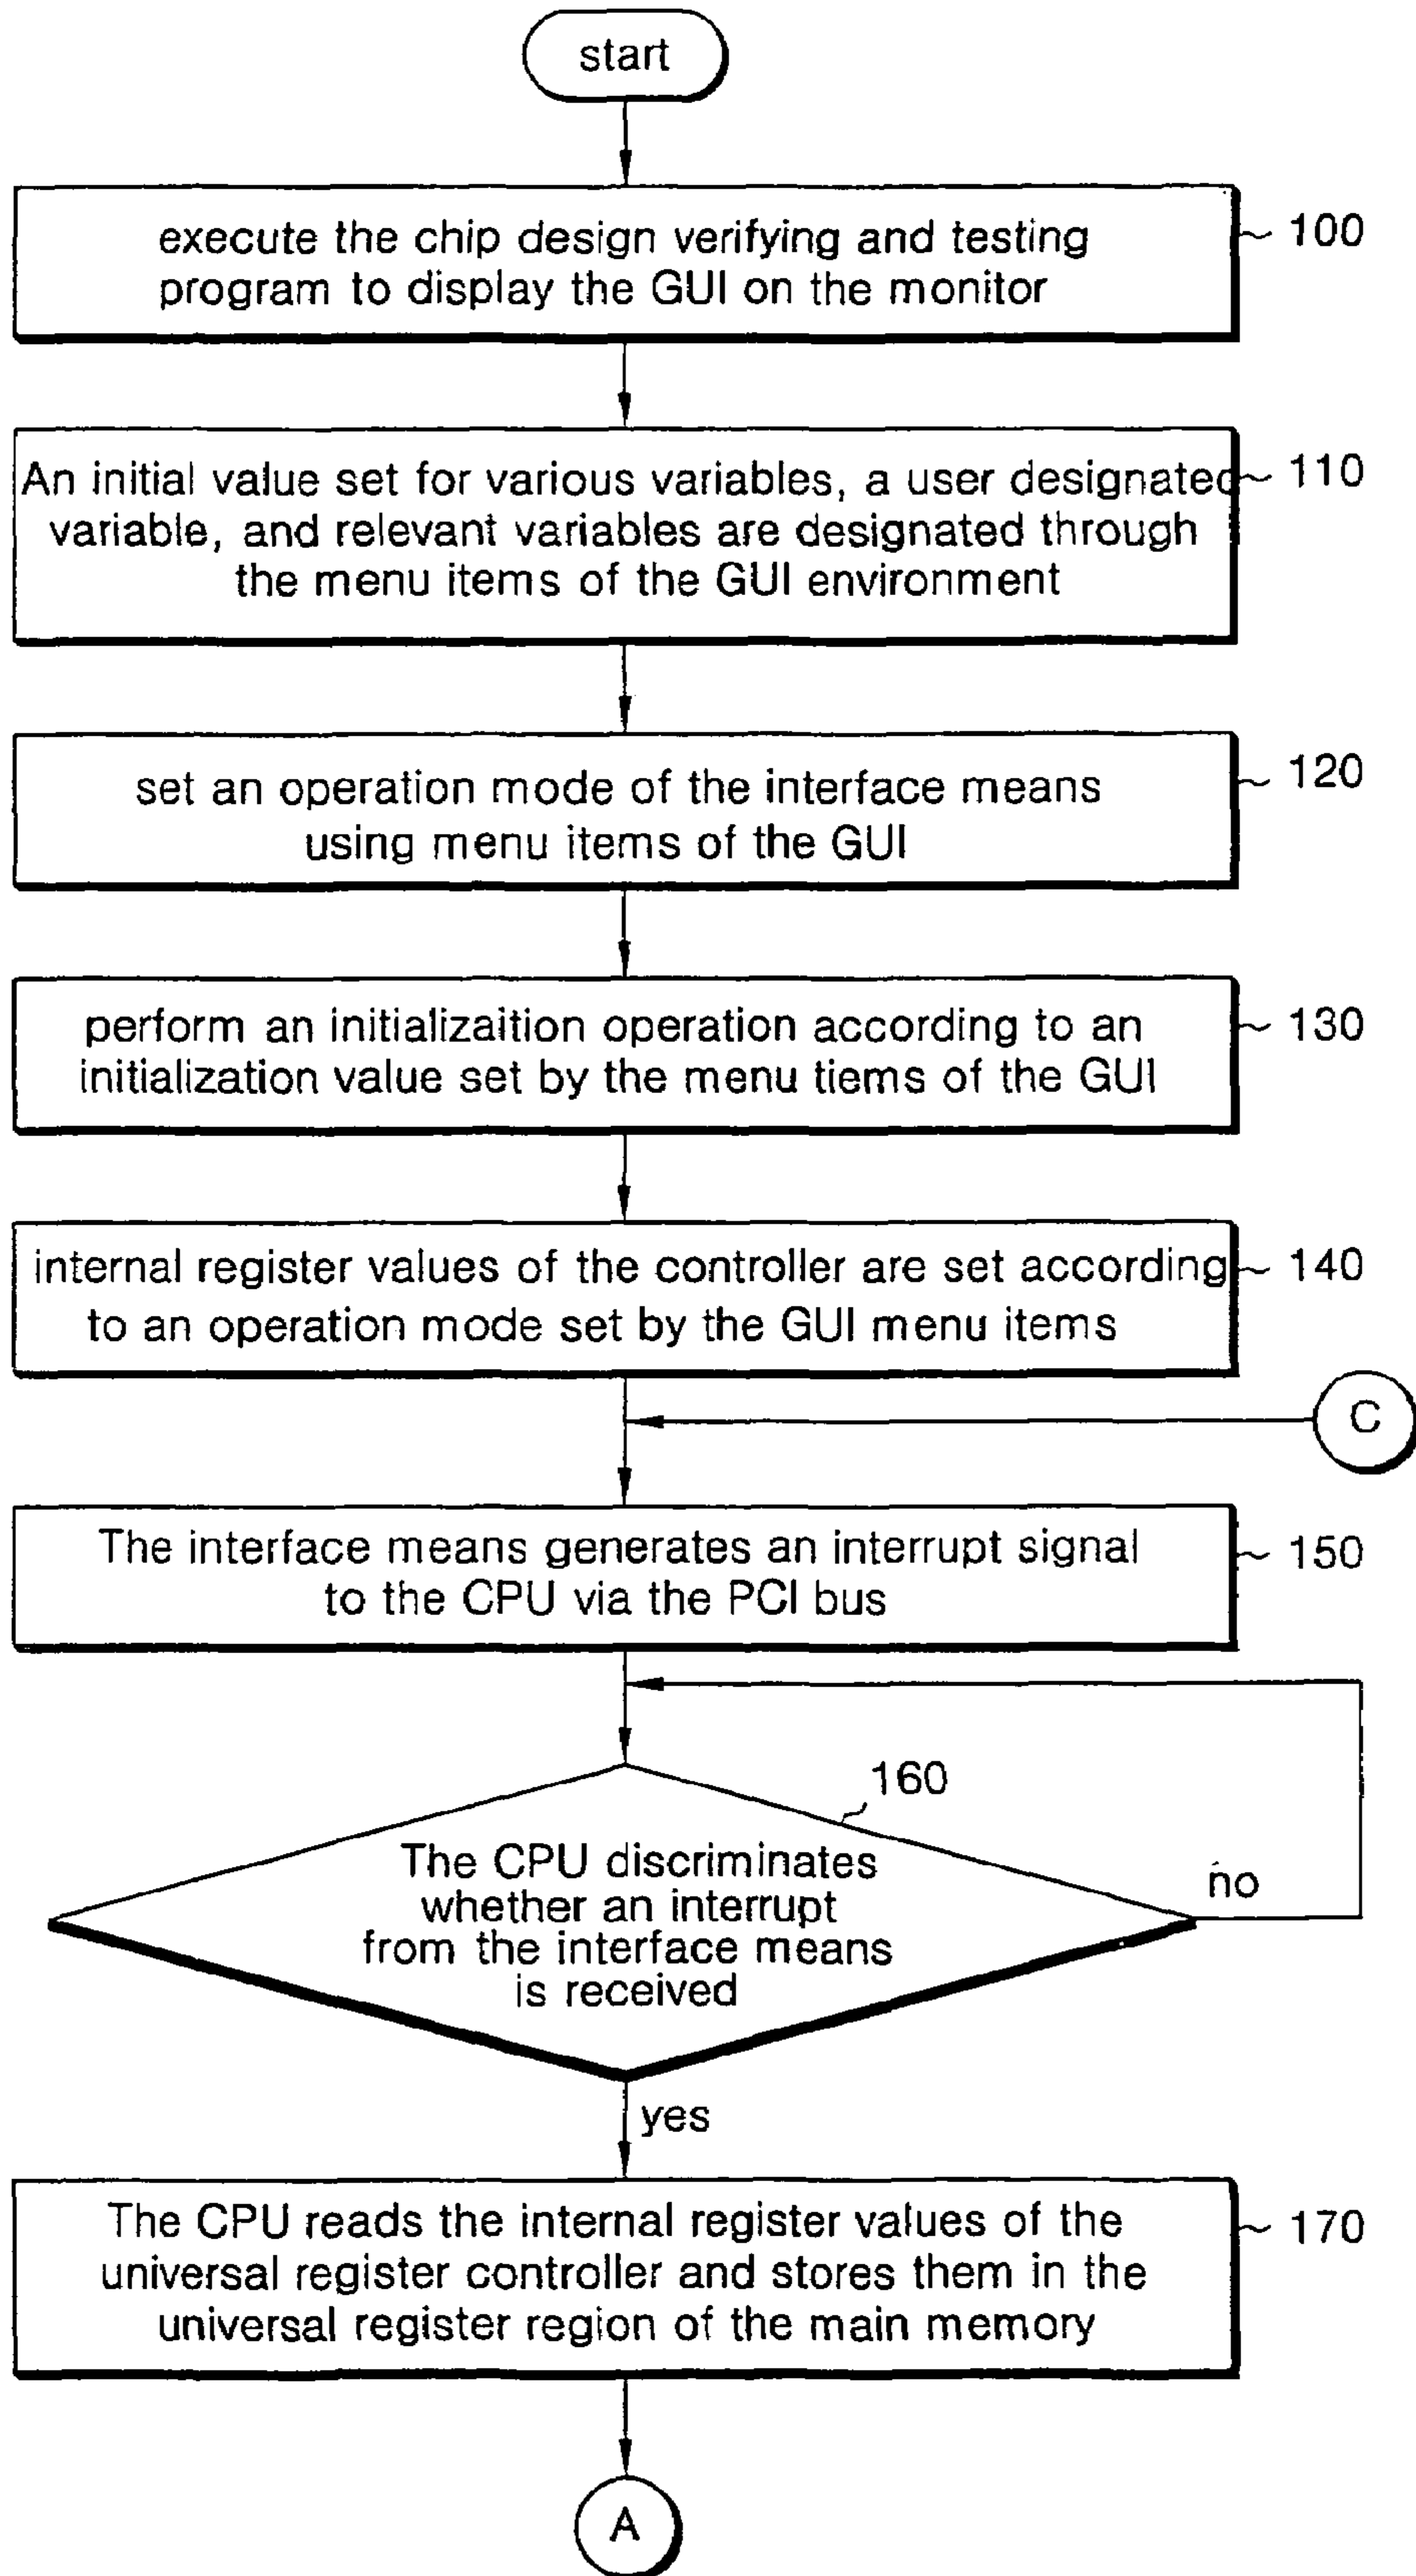 start
execute the chip design verifying and testing
program to display the GUI on the monitor
100
An initial value set for various variables, a user designated
variable, and relevant variables are designated through
the menu items of the GUI environment
110
set an operation mode of the interface means
using menu items of the GUI
120
perform an initializaition operation according to an
initialization value set by the menu tiems of the GUI
130
internal register values of the controller are set according
to an operation mode set by the GUI menu items
140
C
The interface means generates an interrupt signal
to the CPU via the PCI bus
150
160
The CPU discriminates
whether an interrupt
from the interface means
is received
no
yes
The CPU reads the internal register values of the
universal register controller and stores them in the
universal register region of the main memory
170
A